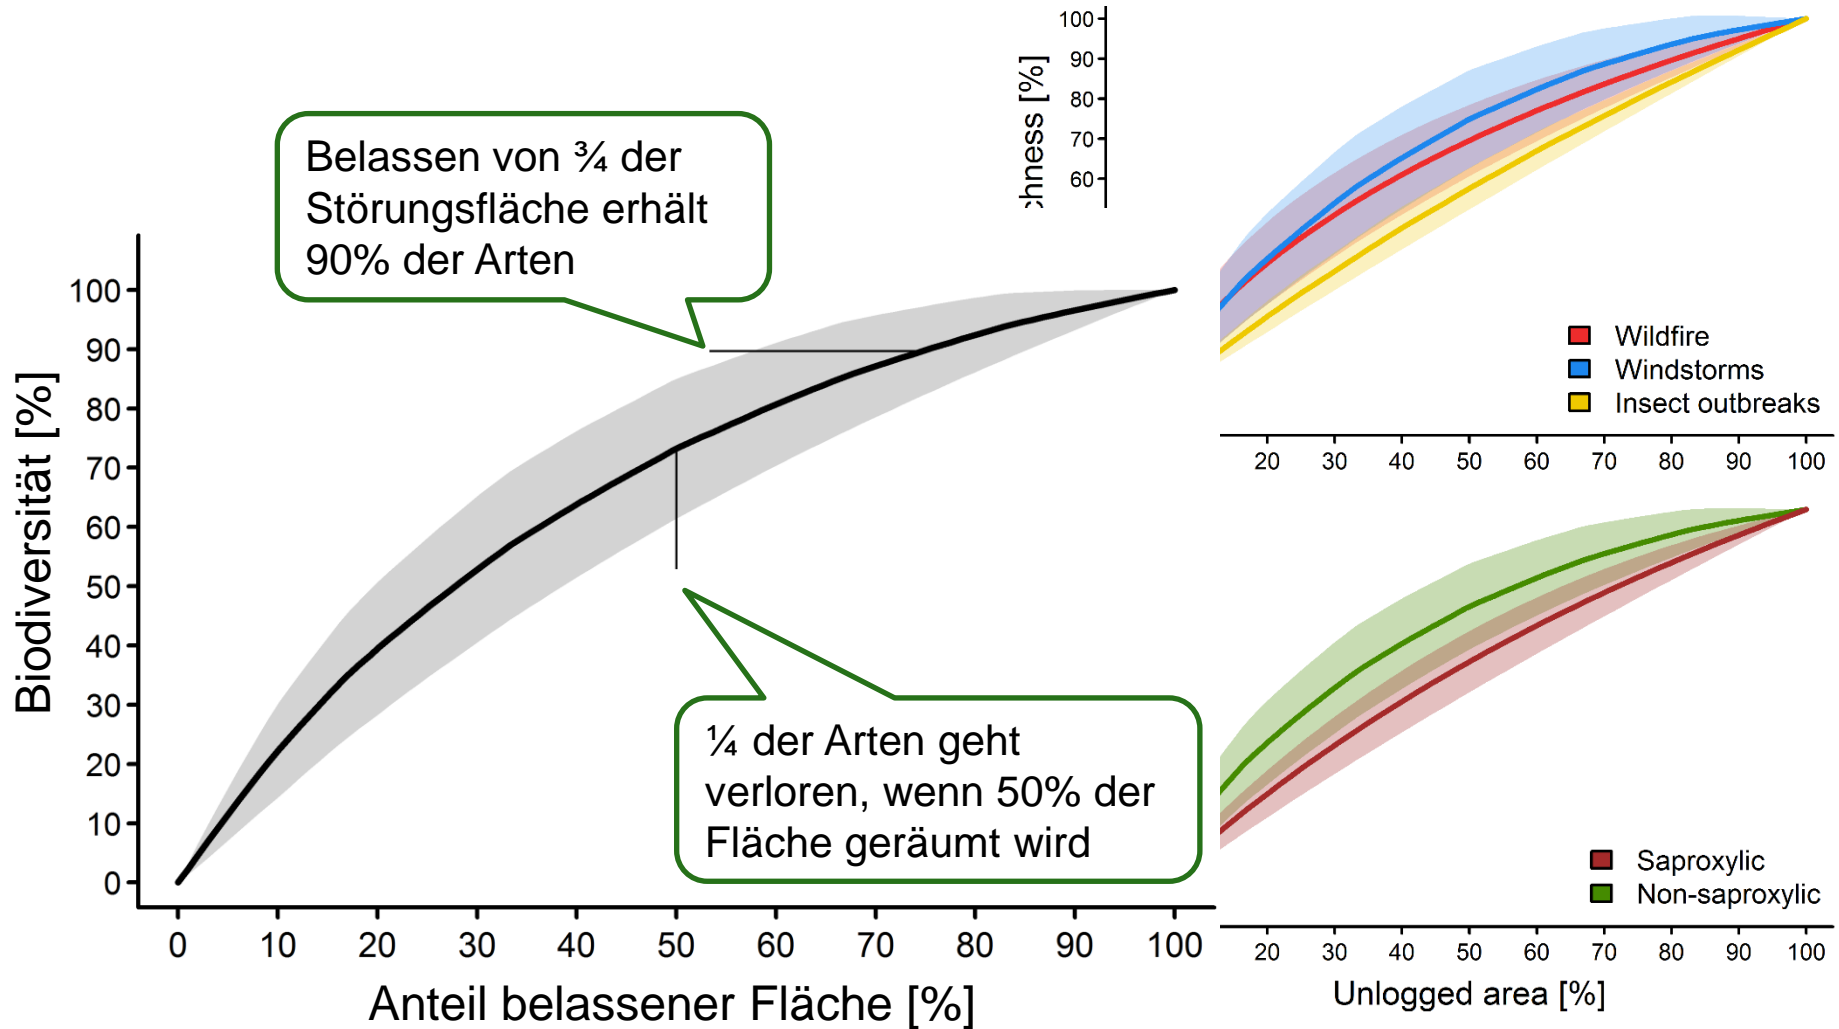 Belassen von ¾ der
Störungsfläche erhält
90% der Arten
Biodiversität [%]
100
90
80
70
60
50
40
30
20
10
0
¼ der Arten geht
verloren, wenn 50% der
Fläche geräumt wird
0 10 20 30 40 50 60 70 80 90 100
Anteil belassener Fläche [%]
chness [%]
100
90
80
70
60
Wildfire
Windstorms
Insect outbreaks
20 30 40 50 60 70 80 90 100
Saproxylic
Non-saproxylic
20 30 40 50 60 70 80 90 100
Unlogged area [%]